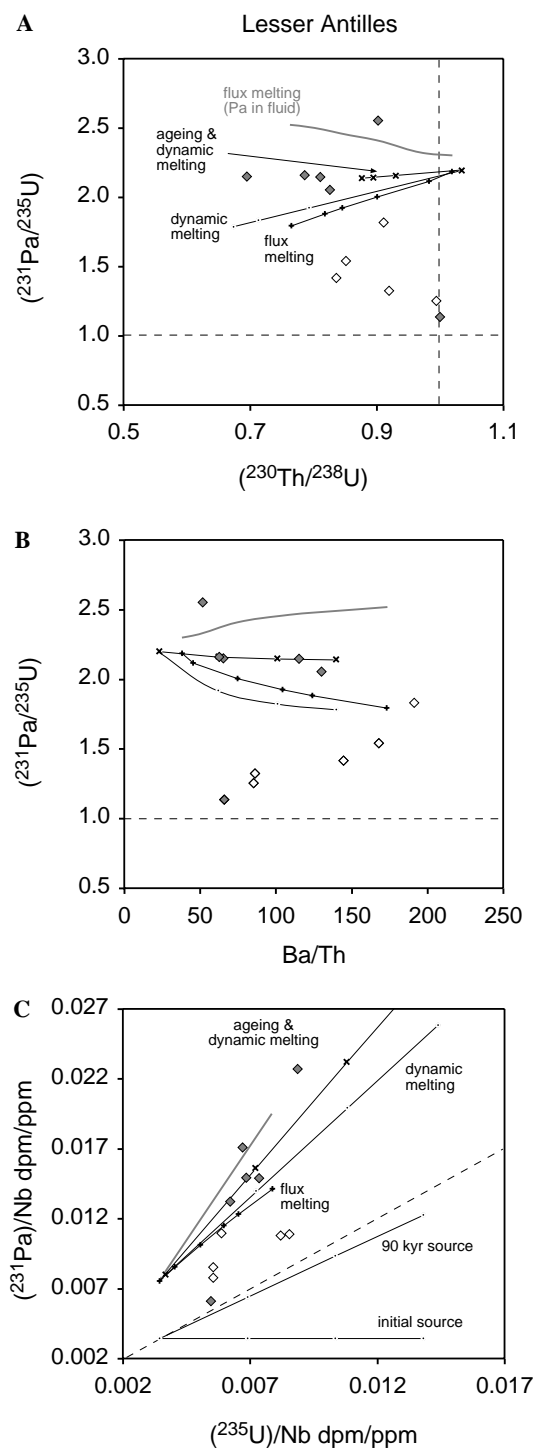 A
Lesser Antilles
3.0
2.5
2.0
1.5
1.0
0.5
(²³¹Pa/²³⁵U)
flux melting
(Pa in fluid)
ageing &
dynamic
melting
dynamic
melting
flux
melting
0.5
0.7
0.9
1.1
(²³⁰Th/²³⁸U)
B
3.0
2.5
2.0
1.5
1.0
0.5
(²³¹Pa/²³⁵U)
0
50
100
150
200
250
Ba/Th
C
0.027
0.022
0.017
0.012
0.007
0.002
(²³¹Pa)/Nb dpm/ppm
ageing &
dynamic melting
dynamic
melting
flux
melting
90 kyr source
initial source
0.002
0.007
0.012
0.017
(²³⁵U)/Nb dpm/ppm